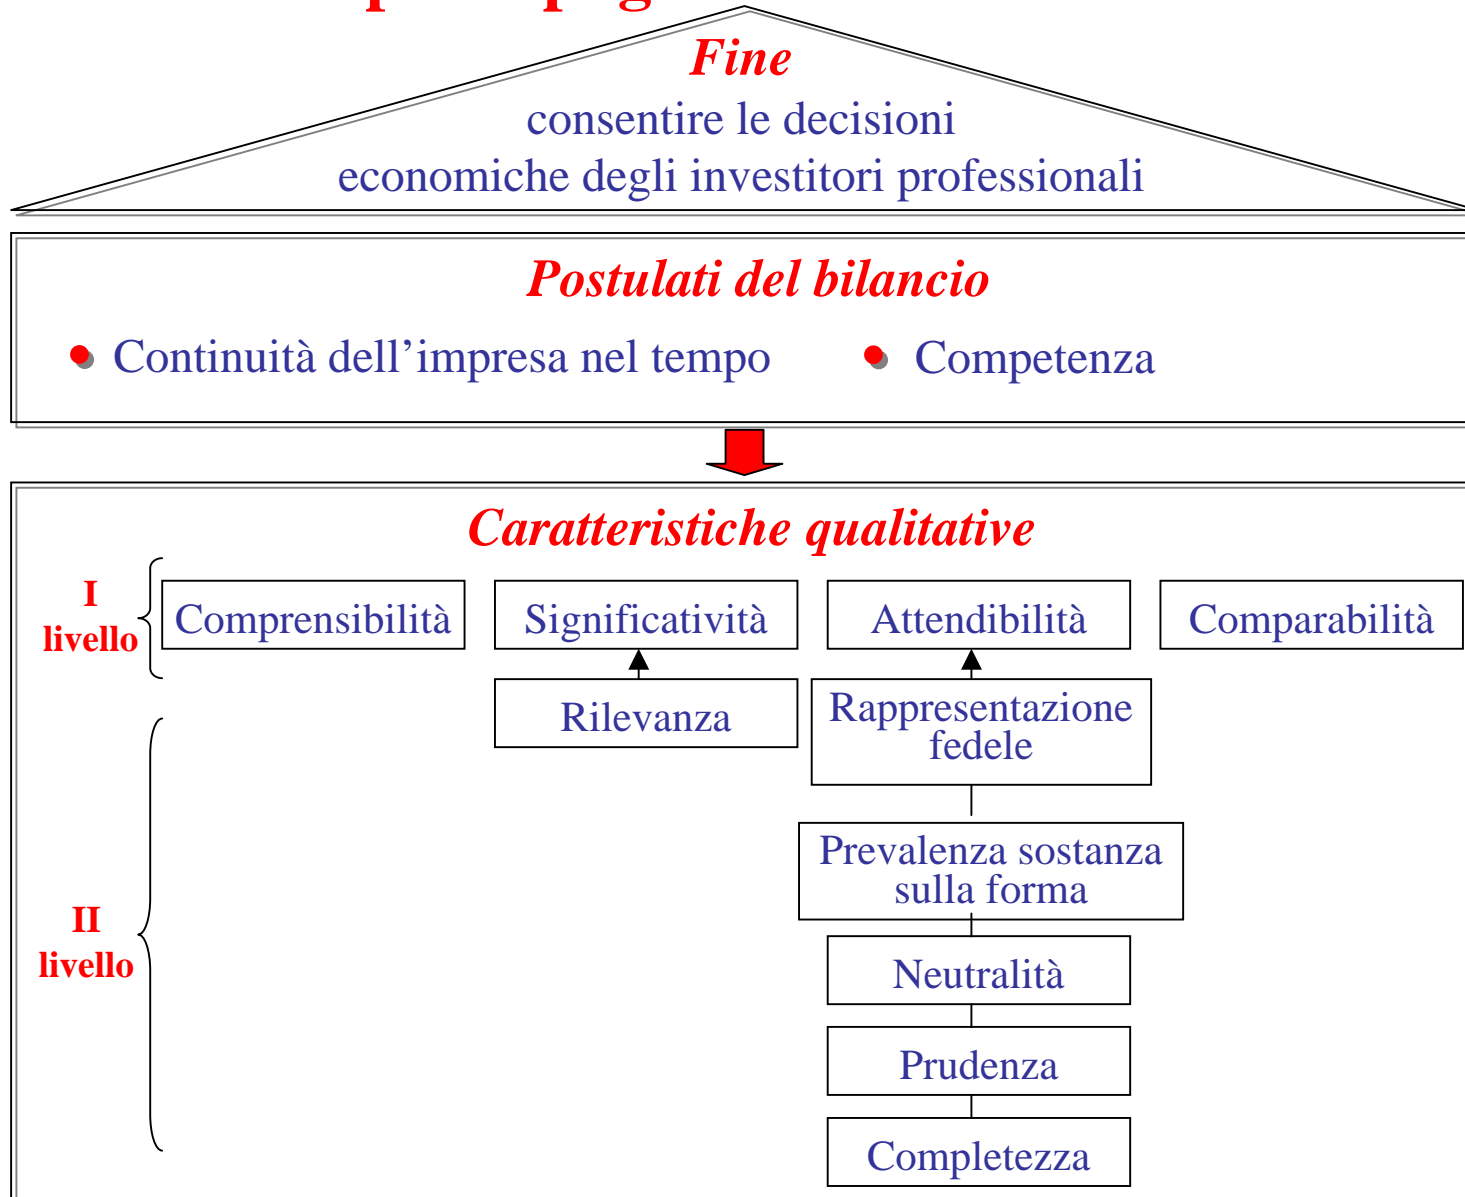 Fine
consentire le decisioni
economiche degli investitori professionali
Postulati del bilancio
Continuità dell’impresa nel tempo
Competenza
Caratteristiche qualitative
I
livello
Comprensibilità
Significatività
Attendibilità
Comparabilità
Rilevanza
Rappresentazione
fedele
Prevalenza sostanza
sulla forma
II
livello
Neutralità
Prudenza
Completezza